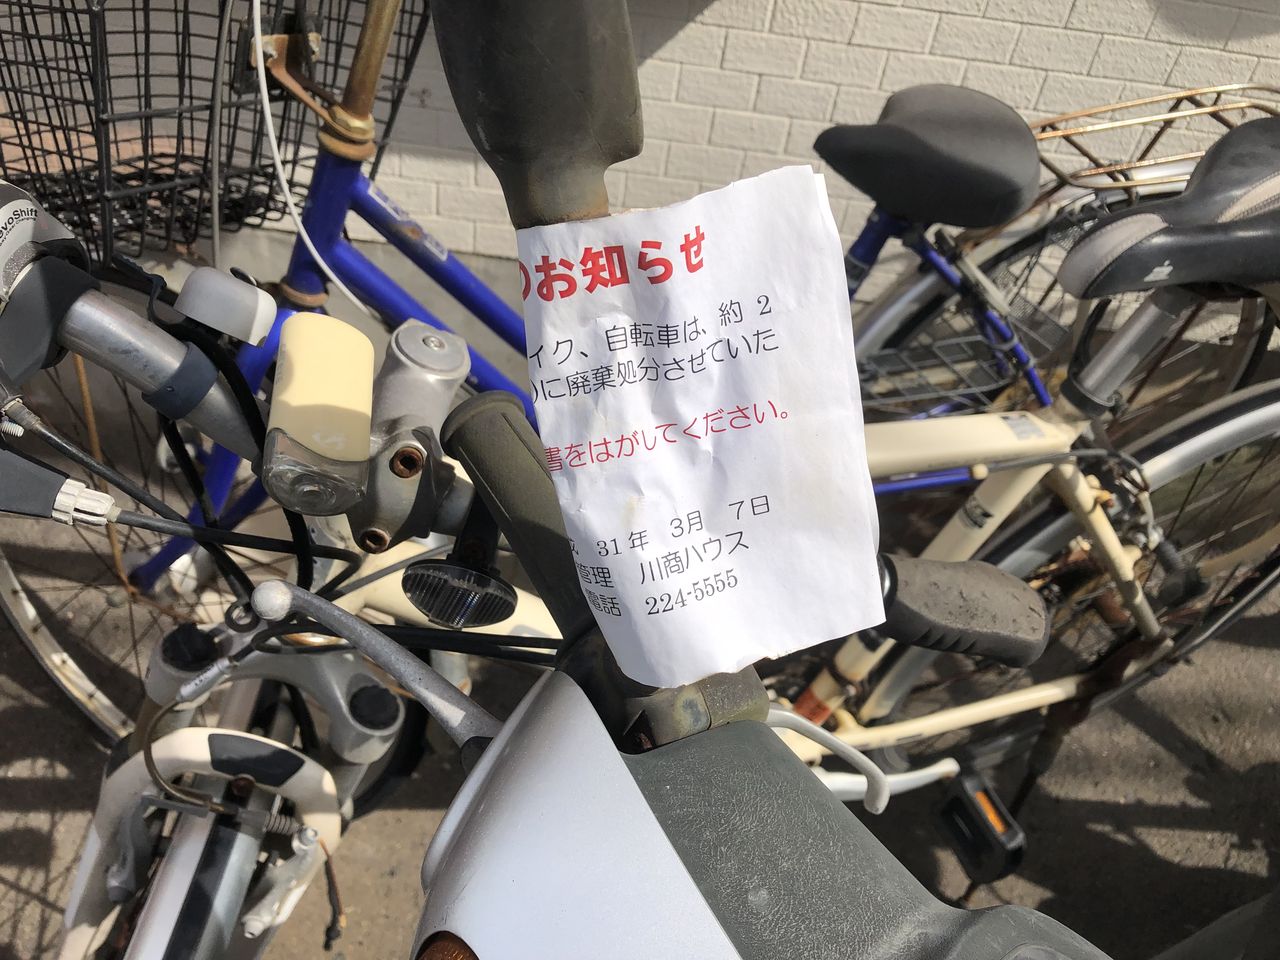 のお知らせ
イク、自転車は、約 2
りに廃棄処分させていた
書をはがしてください。
成 31年 3月 7日
管理 川商ハウス
電話 224-5555
evoShift